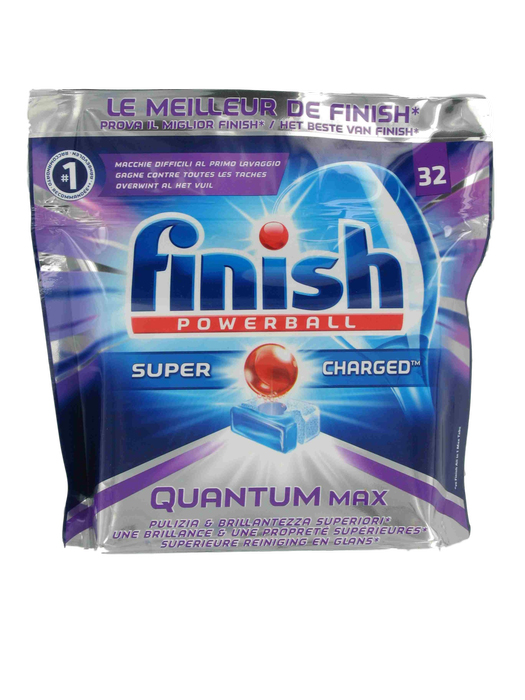 LE MEILLEUR DE FINISH*
PROVA IL MIGLIOR FINISH* / HET BESTE VAN FINISH*
#1
MACCHIE DIFFICILI AL PRIMO LAVAGGIO
GAGNE CONTRE TOUTES LES TACHES
OVERWINT AL HET VUIL
32
finish
POWERBALL
SUPER CHARGED™
QUANTUM MAX
PULIZIA & BRILLANTEZZA SUPERIORI*
UNE BRILLANCE & UNE PROPRETÉ SUPÉRIEURES*
SUPERIEURE REINIGING EN GLANS*